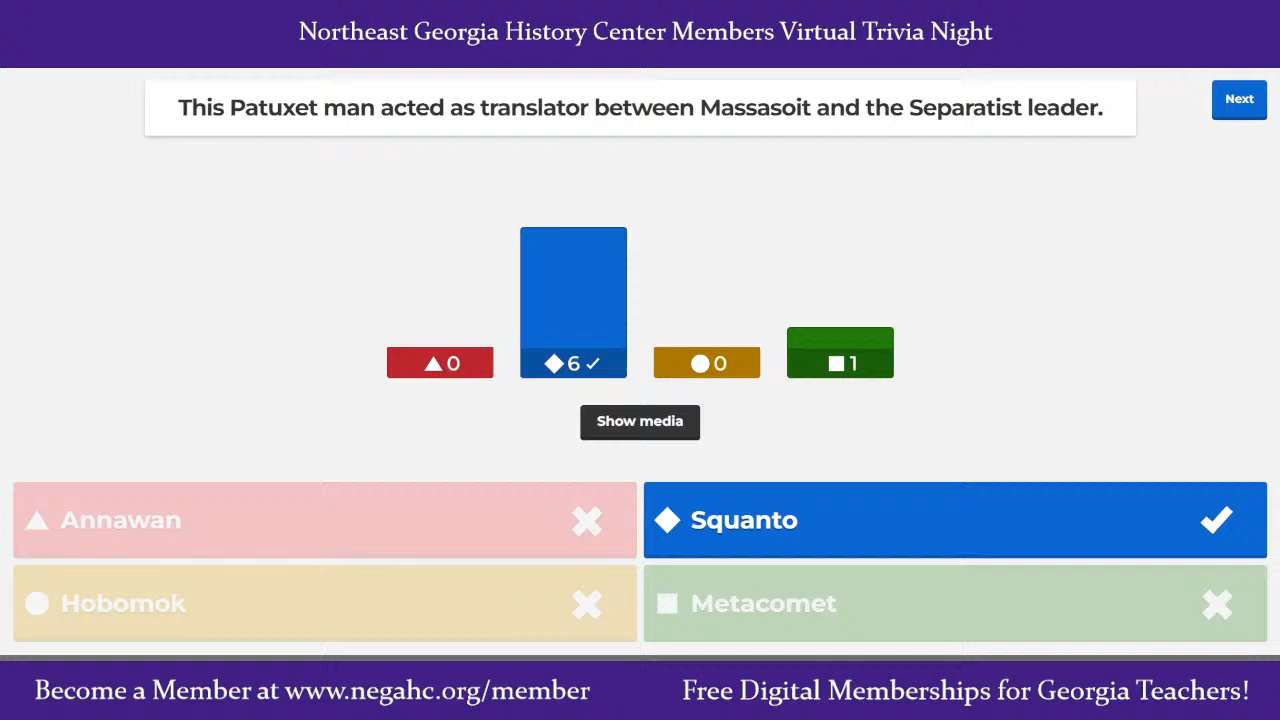 Northeast Georgia History Center Members Virtual Trivia Night
This Patuxet man acted as translator between Massasoit and the Separatist leader.
Next
0
6
0
1
Show media
Annawan
Squanto
Hobomok
Metacomet
Become a Member at www.negahc.org/member
Free Digital Memberships for Georgia Teachers!